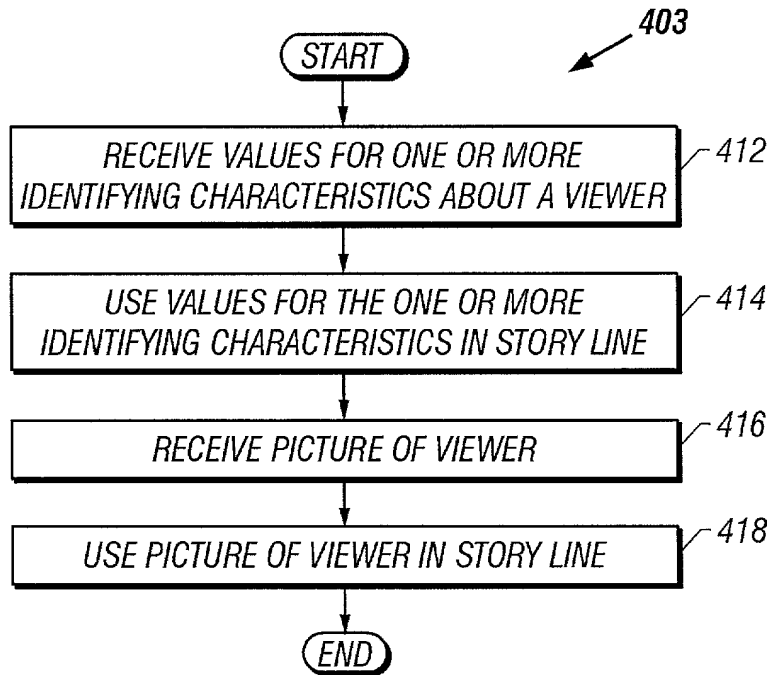 403
START
RECEIVE VALUES FOR ONE OR MORE
IDENTIFYING CHARACTERISTICS ABOUT A VIEWER
412
USE VALUES FOR THE ONE OR MORE
IDENTIFYING CHARACTERISTICS IN STORY LINE
414
RECEIVE PICTURE OF VIEWER
416
USE PICTURE OF VIEWER IN STORY LINE
418
END